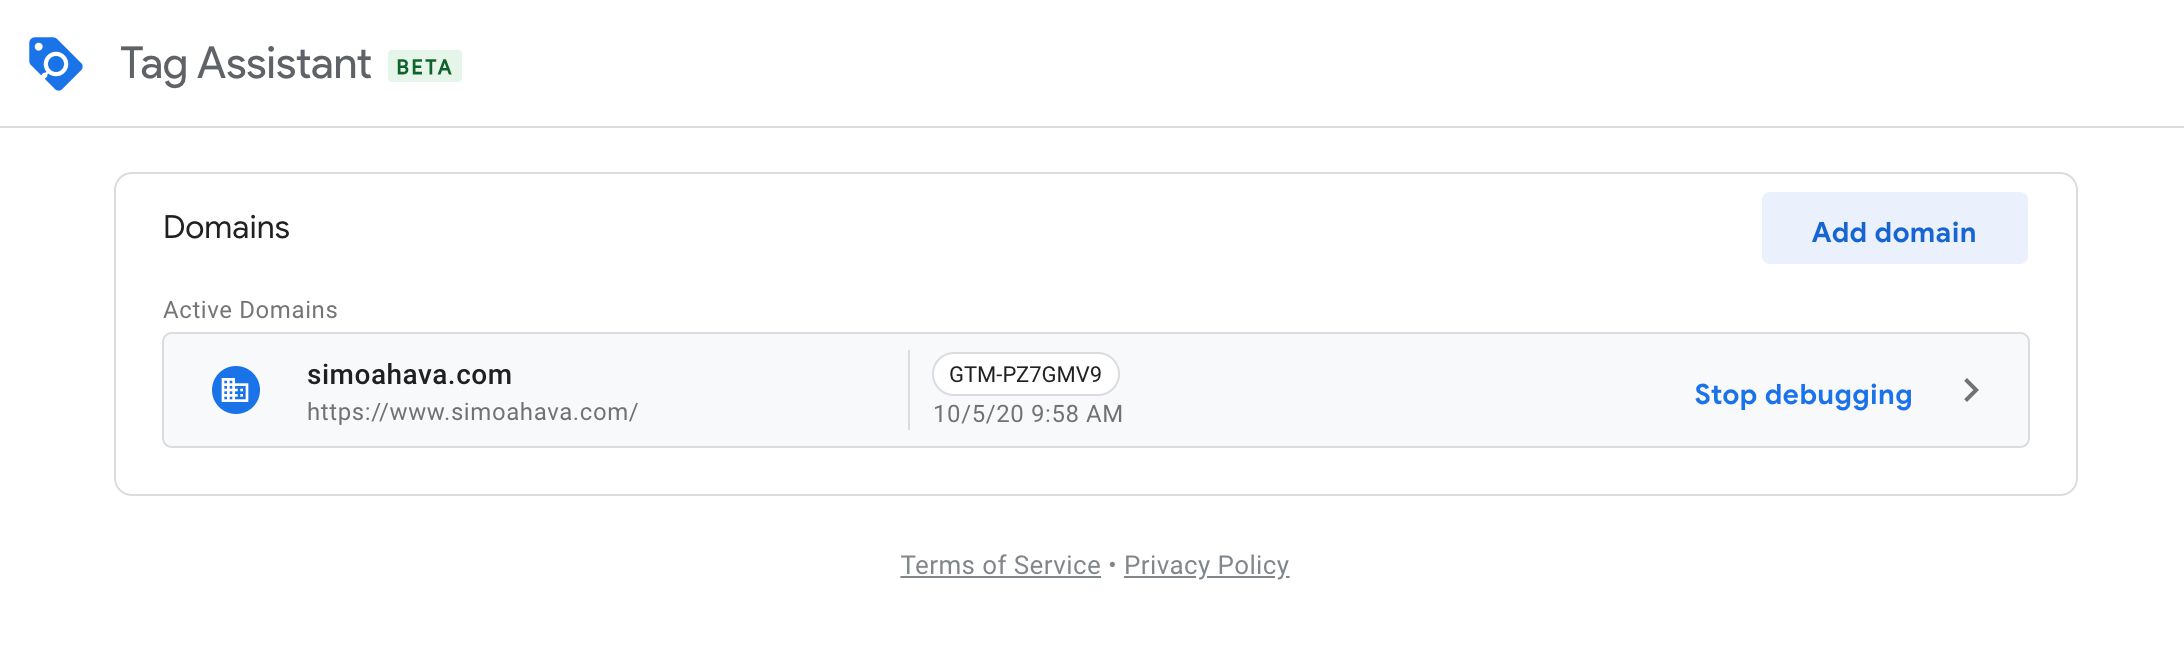 Tag Assistant BETA
Domains
Add domain
Active Domains
simoahava.com
https://www.simoahava.com/
GTM-PZ7GMV9
10/5/20 9:58 AM
Stop debugging
Terms of Service • Privacy Policy